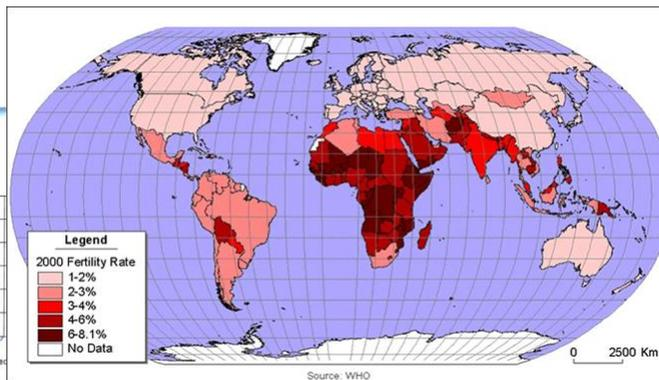 Legend
2000 Fertility Rate
1-2%
2-3%
3-4%
4-6%
6-8.1%
No Data
0 2500 Km
Source: WHO